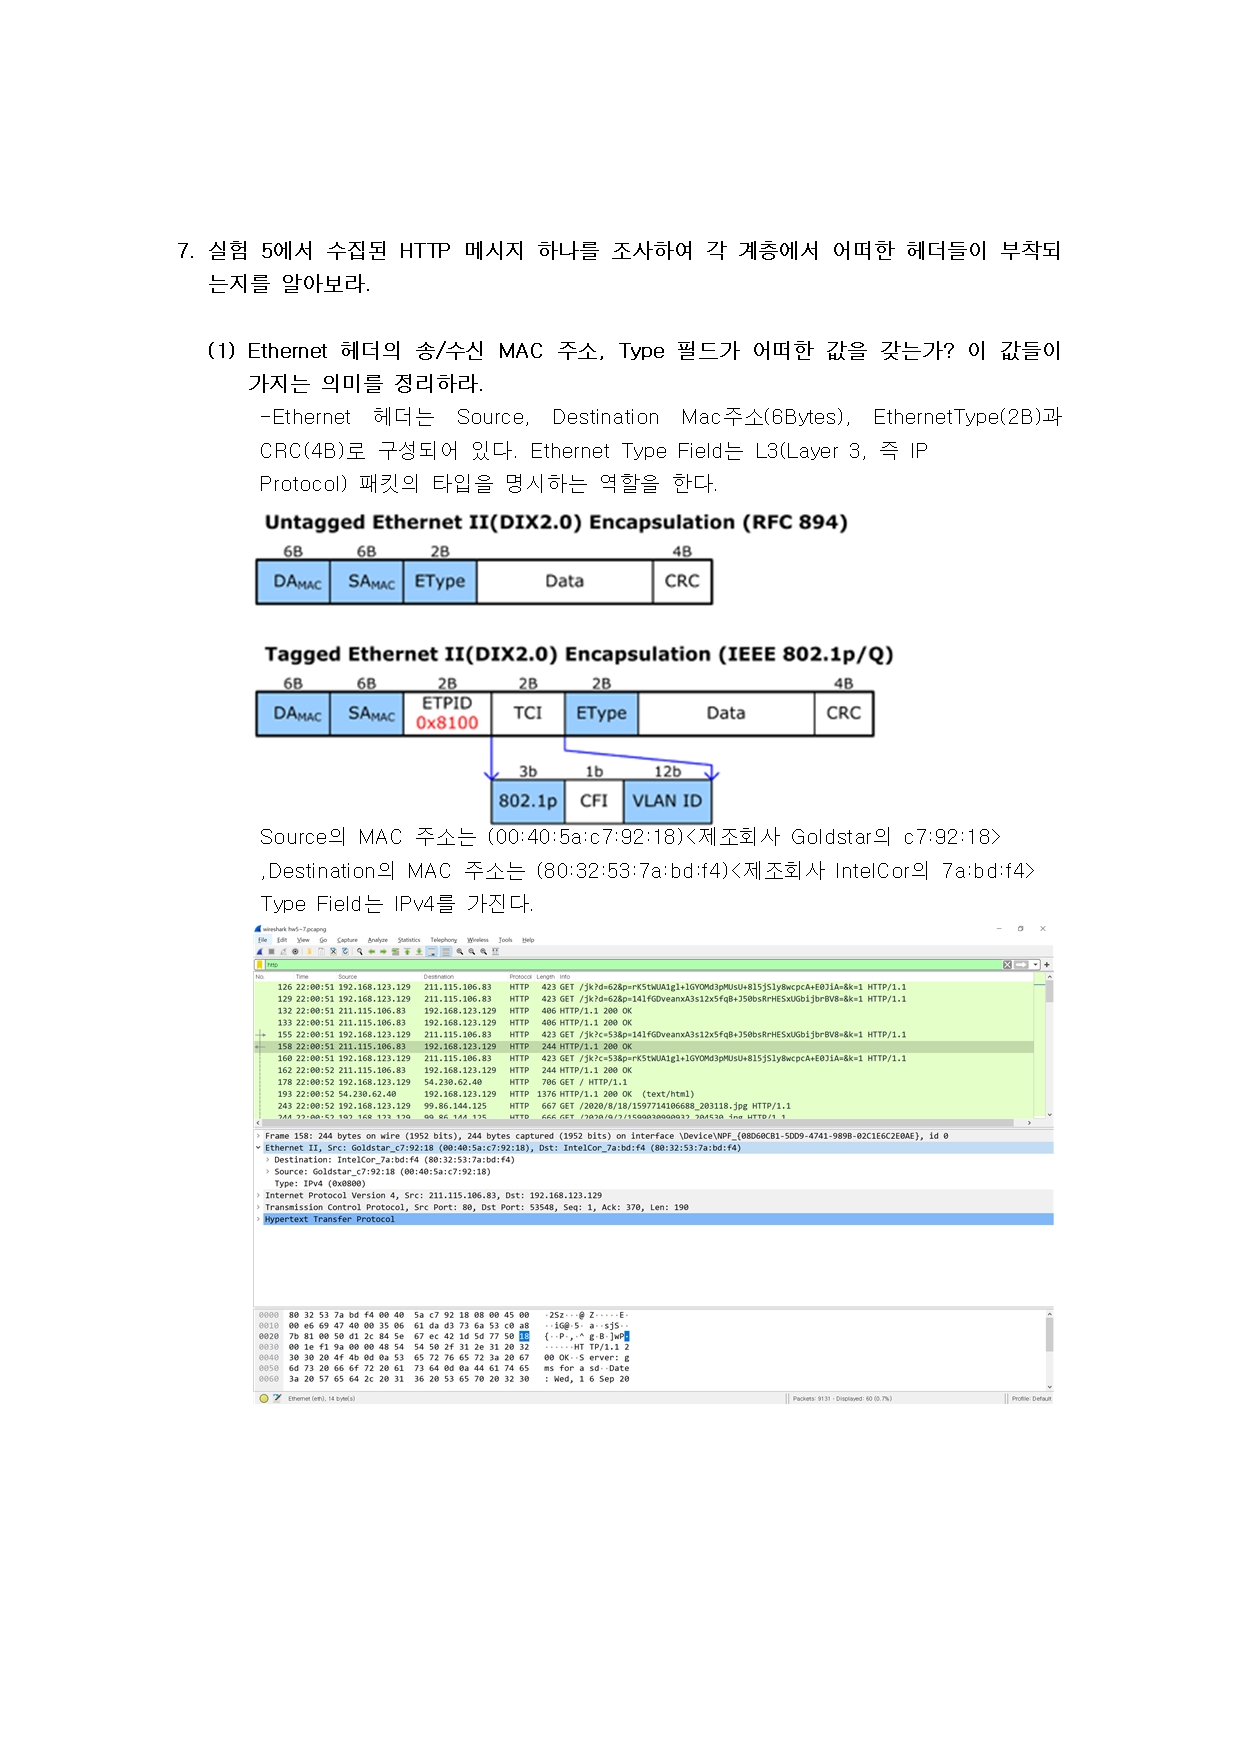 7. 실험 5에서 수집된 HTTP 메시지 하나를 조사하여 각 계층에서 어떠한 헤더들이 부착되
는지를 알아보라.
(1) Ethernet 헤더의 송/수신 MAC 주소, Type 필드가 어떠한 값을 갖는가? 이 값들이
가지는 의미를 정리하라.
-Ethernet 헤더는 Source, Destination Mac주소(6Bytes), EthernetType(2B)과
CRC(4B)로 구성되어 있다. Ethernet Type Field는 L3(Layer 3, 즉 IP
Protocol) 패킷의 타입을 명시하는 역할을 한다.
Untagged Ethernet II(DIX2.0) Encapsulation (RFC 894)
6B 6B 2B 4B
DAMAC SAMAC EType Data CRC
Tagged Ethernet II(DIX2.0) Encapsulation (IEEE 802.1p/Q)
6B 6B 2B 2B 2B 4B
DAMAC SAMAC ETPID 0x8100 TCI EType Data CRC
3b 1b 12b
802.1p CFI VLAN ID
Source의 MAC 주소는 (00:40:5a:c7:92:18)<제조회사 Goldstar의 c7:92:18>
,Destination의 MAC 주소는 (80:32:53:7a:bd:f4)<제조회사 IntelCor의 7a:bd:f4>
Type Field는 IPv4를 가진다.
wireshark hw5-7.pcapng
File Edit View Go Capture Analyze Statistics Telephony Wireless Tools Help
http
No. Time Source Destination Protocol Length Info
126 22:00:51 192.168.123.129 211.115.106.83 HTTP 423 GET /jk?d=62&p=rK5tWUA1gl+lGYOMd3pMUsU+8l5jSly8wcpcA+E0JiA=&k=1 HTTP/1.1
129 22:00:51 192.168.123.129 211.115.106.83 HTTP 423 GET /jk?d=62&p=14lfGDveanxA3s12x5fqB+J50bsRrHESxUGbijbrBV8=&k=1 HTTP/1.1
132 22:00:51 211.115.106.83 192.168.123.129 HTTP 406 HTTP/1.1 200 OK
133 22:00:51 211.115.106.83 192.168.123.129 HTTP 406 HTTP/1.1 200 OK
155 22:00:51 192.168.123.129 211.115.106.83 HTTP 423 GET /jk?c=53&p=14lfGDveanxA3s12x5fqB+J50bsRrHESxUGbijbrBV8=&k=1 HTTP/1.1
158 22:00:51 211.115.106.83 192.168.123.129 HTTP 244 HTTP/1.1 200 OK
160 22:00:51 192.168.123.129 211.115.106.83 HTTP 423 GET /jk?c=53&p=rK5tWUA1gl+lGYOMd3pMUsU+8l5jSly8wcpcA+E0JiA=&k=1 HTTP/1.1
162 22:00:52 211.115.106.83 192.168.123.129 HTTP 244 HTTP/1.1 200 OK
178 22:00:52 192.168.123.129 54.230.62.40 HTTP 706 GET / HTTP/1.1
193 22:00:52 54.230.62.40 192.168.123.129 HTTP 1376 HTTP/1.1 200 OK (text/html)
243 22:00:52 192.168.123.129 99.86.144.125 HTTP 667 GET /2020/8/18/1597714106688_203118.jpg HTTP/1.1
244 22:00:52 192.168.123.129 99.86.144.125 HTTP 666 GET /2020/9/2/1599030990932_204530.jpg HTTP/1.1
Frame 158: 244 bytes on wire (1952 bits), 244 bytes captured (1952 bits) on interface \Device\NPF_{08D60CB1-5DD9-4741-989B-02C1E6C2E0AE}, id 0
Ethernet II, Src: Goldstar_c7:92:18 (00:40:5a:c7:92:18), Dst: IntelCor_7a:bd:f4 (80:32:53:7a:bd:f4)
Destination: IntelCor_7a:bd:f4 (80:32:53:7a:bd:f4)
Source: Goldstar_c7:92:18 (00:40:5a:c7:92:18)
Type: IPv4 (0x0800)
Internet Protocol Version 4, Src: 211.115.106.83, Dst: 192.168.123.129
Transmission Control Protocol, Src Port: 80, Dst Port: 53548, Seq: 1, Ack: 370, Len: 190
Hypertext Transfer Protocol
0000 80 32 53 7a bd f4 00 40 5a c7 92 18 08 00 45 00 ·2Sz···@ Z·····E·
0010 00 e6 69 47 40 00 35 06 61 da d3 73 6a 53 c0 a8 ··iG@·5· a··sjS··
0020 7b 81 00 50 d1 2c 84 5e 67 ec 42 1d 5d 77 50 18 {··P·,·^ g·B·]wP·
0030 00 1e f1 9a 00 00 48 54 54 50 2f 31 2e 31 20 32 ······HT TP/1.1 2
0040 30 30 20 4f 4b 0d 0a 53 65 72 76 65 72 3a 20 67 00 OK··S erver: g
0050 6d 73 20 66 6f 72 20 61 73 64 0d 0a 44 61 74 65 ms for a sd··Date
0060 3a 20 57 65 64 2c 20 31 36 20 53 65 70 20 32 30 : Wed, 1 6 Sep 20
Ethernet (eth), 14 byte(s) Packets: 9131 · Displayed: 60 (0.7%) Profile: Default